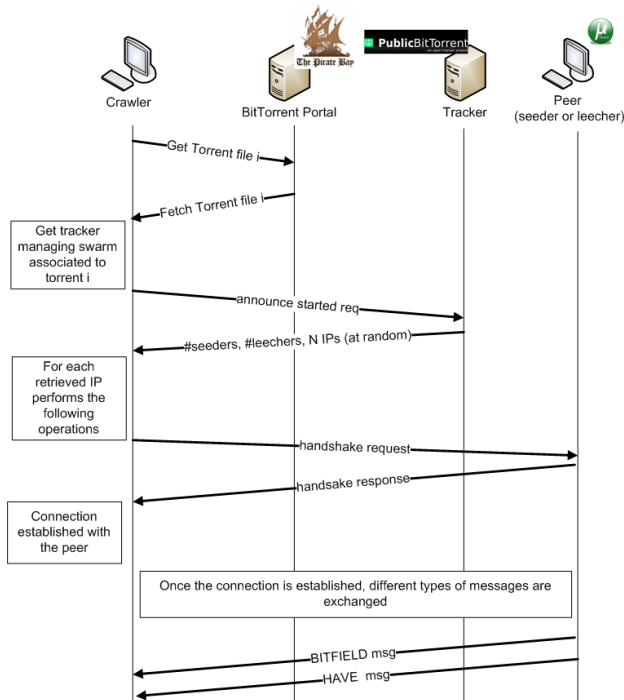 The Pirate Bay
PublicBitTorrent
µ
Crawler
BitTorrent Portal
Tracker
Peer
(seeder or leecher)
Get Torrent file i
Fetch Torrent file i
Get tracker
managing swarm
associated to
torrent i
announce started req
#seeders, #leechers, N IPs (at random)
For each
retrieved IP
performs the
following
operations
handshake request
handsake response
Connection
established with
the peer
Once the connection is established, different types of messages are
exchanged
BITFIELD msg
HAVE msg